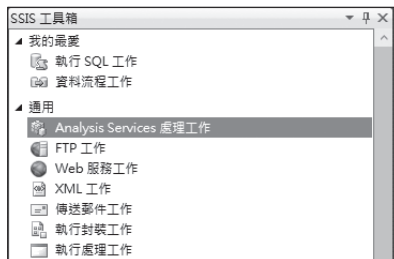 SSIS 工具箱
我的最愛
執行 SQL 工作
資料流程工作
通用
Analysis Services 處理工作
FTP 工作
Web 服務工作
XML 工作
傳送郵件工作
執行封裝工作
執行處理工作